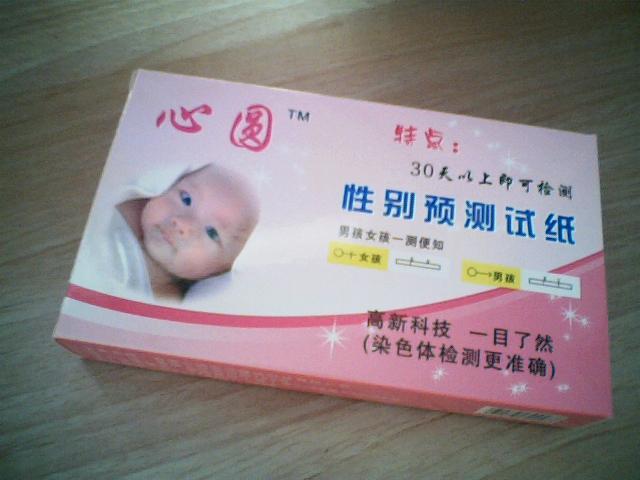 心圆™
特点：
30天以上即可检测
性别预测试纸
男孩女孩一测便知
女孩
男孩
高新科技 一目了然
(染色体检测更准确)